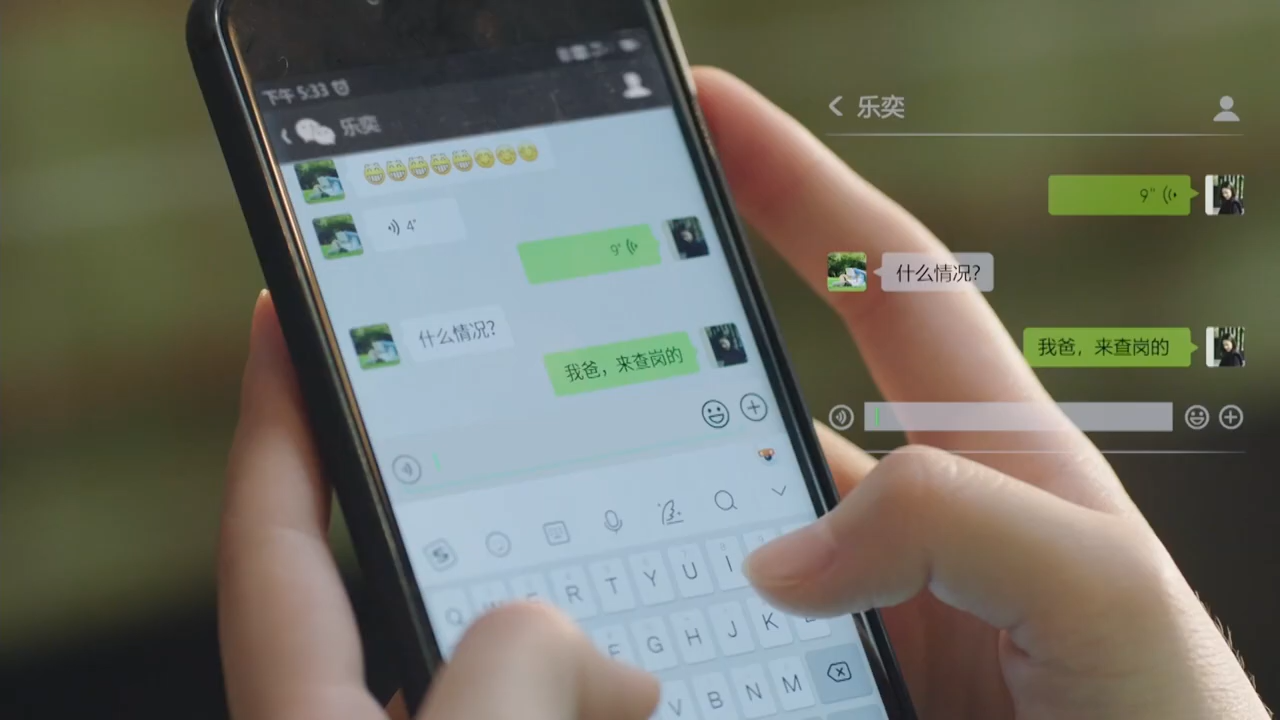 下午 5:33
乐奕
4"
9"
什么情况?
我爸，来查岗的
R T Y U I
G H J K
V B N M
乐奕
9"
什么情况?
我爸，来查岗的